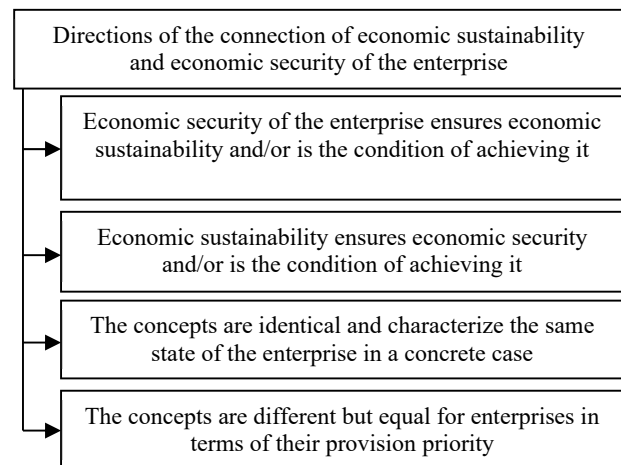 Directions of the connection of economic sustainability
and economic security of the enterprise
Economic security of the enterprise ensures economic
sustainability and/or is the condition of achieving it
Economic sustainability ensures economic security
and/or is the condition of achieving it
The concepts are identical and characterize the same
state of the enterprise in a concrete case
The concepts are different but equal for enterprises in
terms of their provision priority